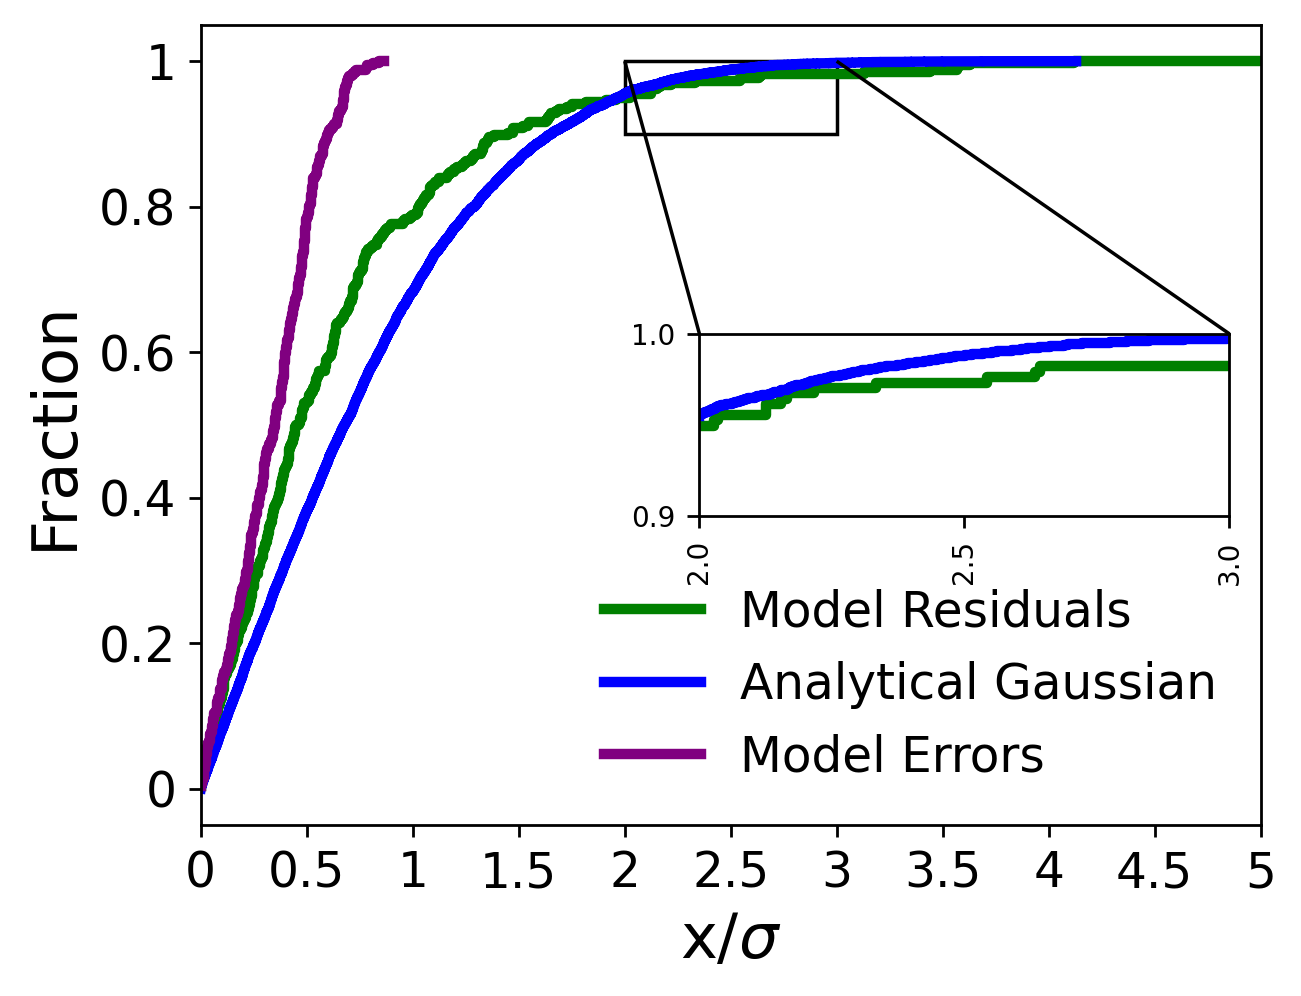 Fraction
1
0.8
0.6
0.4
0.2
0
1.0
0.9
2.0
2.5
3.0
Model Residuals
Analytical Gaussian
Model Errors
0 0.5 1 1.5 2 2.5 3 3.5 4 4.5 5
x/σ